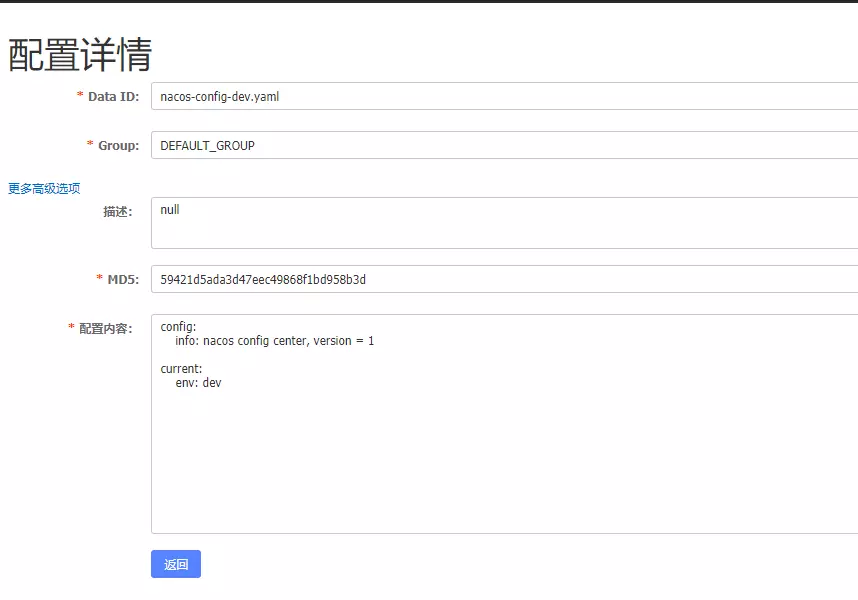 配置详情
* Data ID: nacos-config-dev.yaml
* Group: DEFAULT_GROUP
更多高级选项
描述: null
* MD5: 59421d5ada3d47eec49868f1bd958b3d
* 配置内容: config:
info: nacos config center, version = 1
current:
env: dev
返回